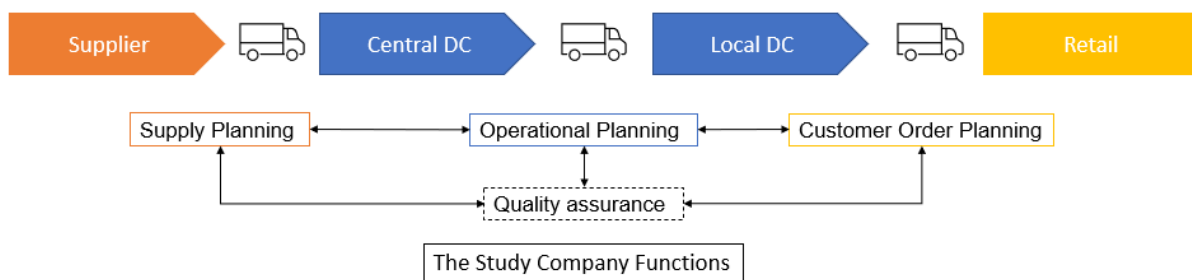 Supplier
Central DC
Local DC
Retail
Supply Planning
Operational Planning
Customer Order Planning
Quality assurance
The Study Company Functions